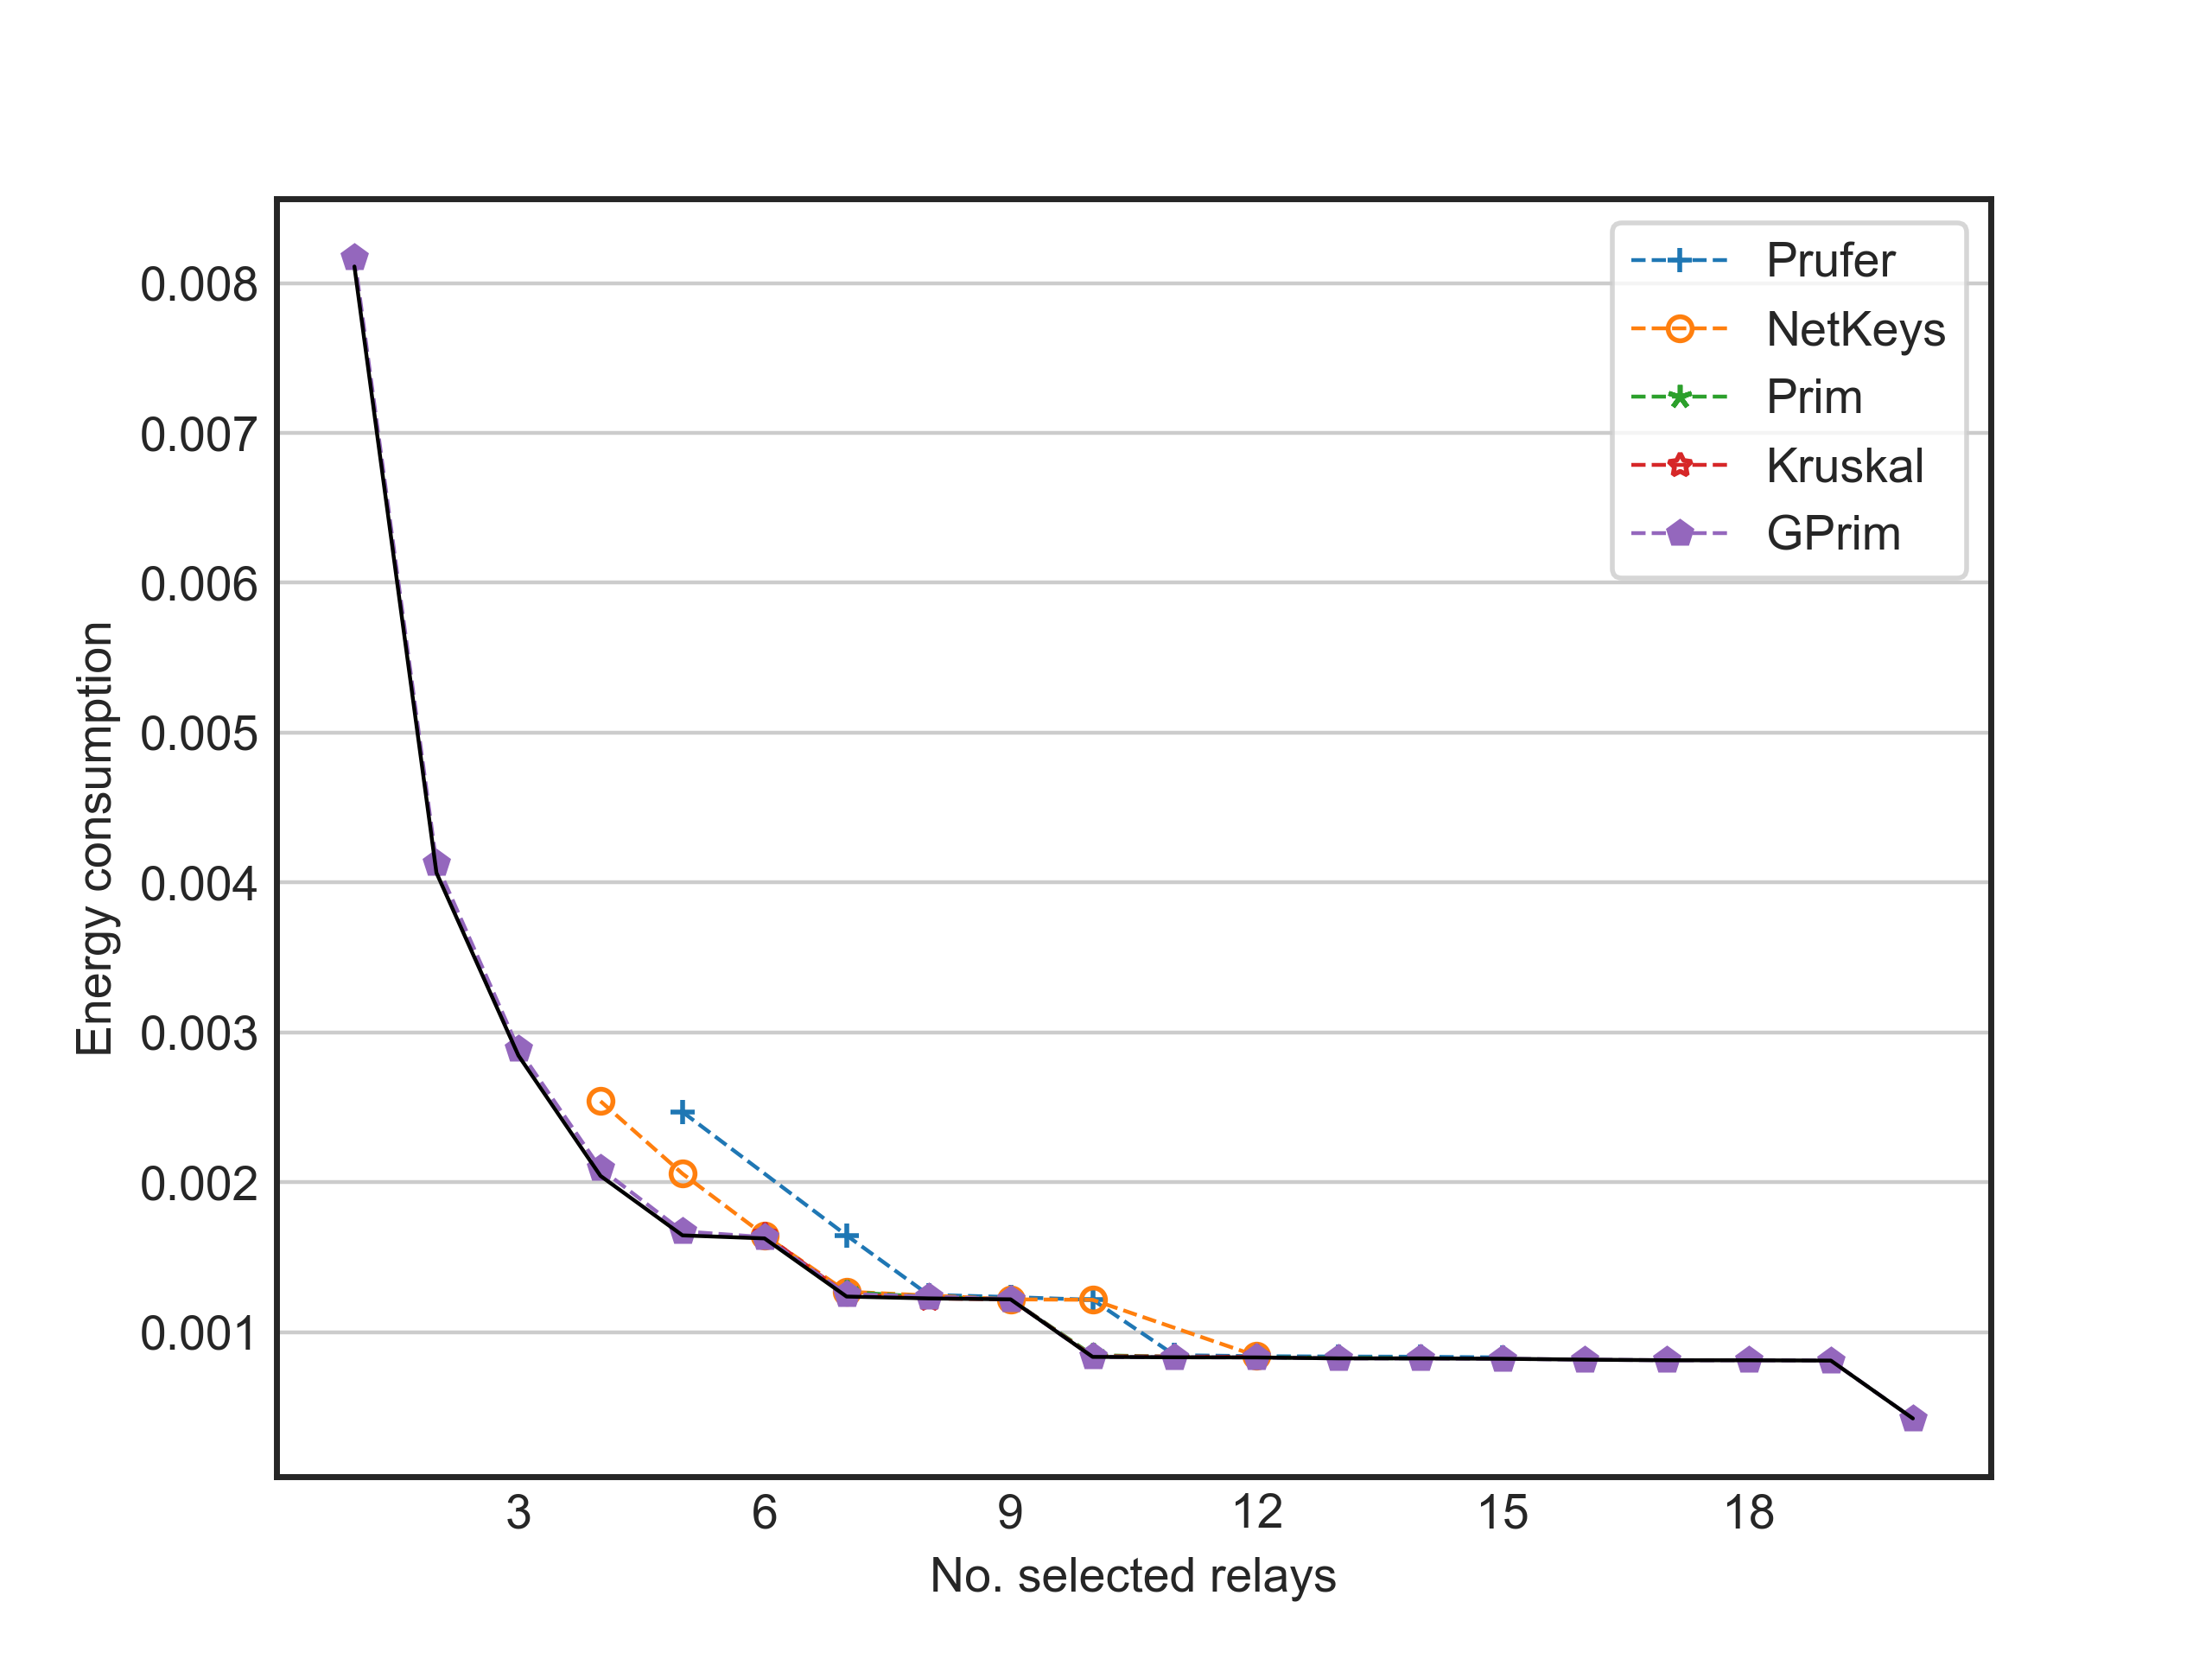 Prufer
NetKeys
Prim
Kruskal
GPrim
0.008
0.007
0.006
0.005
0.004
0.003
0.002
0.001
Energy consumption
3 6 9 12 15 18
No. selected relays